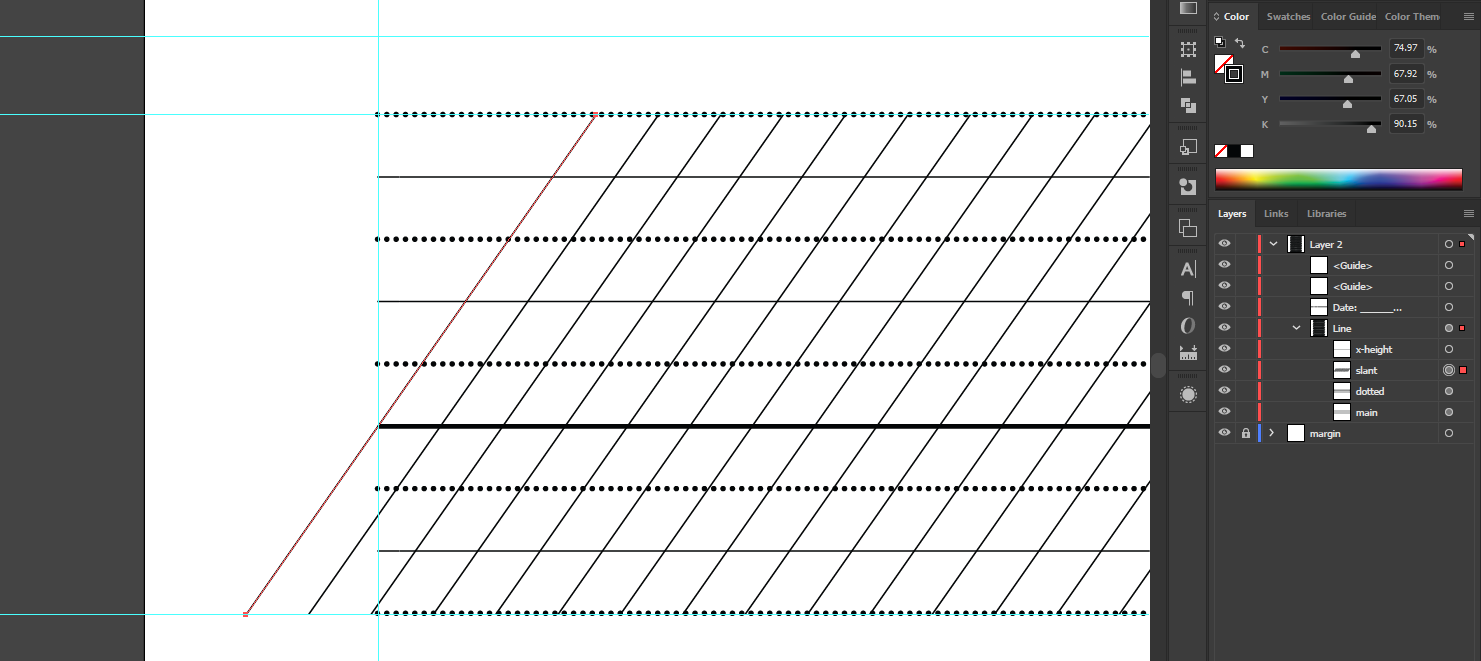 Color Swatches Color Guide Color Them
C 74.97 %
M 67.92 %
Y 67.05 %
K 90.15 %
Layers Links Libraries
Layer 2
<Guide>
<Guide>
Date: ______...
Line
x-height
slant
dotted
main
margin